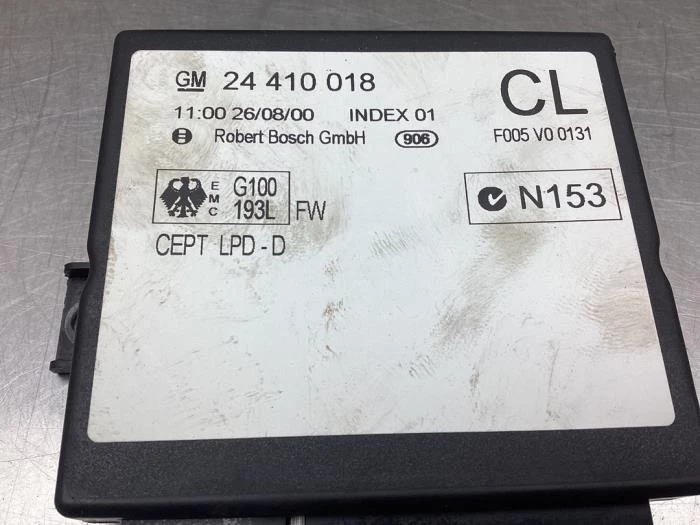 GM 24 410 018 CL
11:00 26/08/00 INDEX 01
Robert Bosch GmbH 906 F005 V0 0131
EMC G100 193L FW
N153
CEPT LPD - D